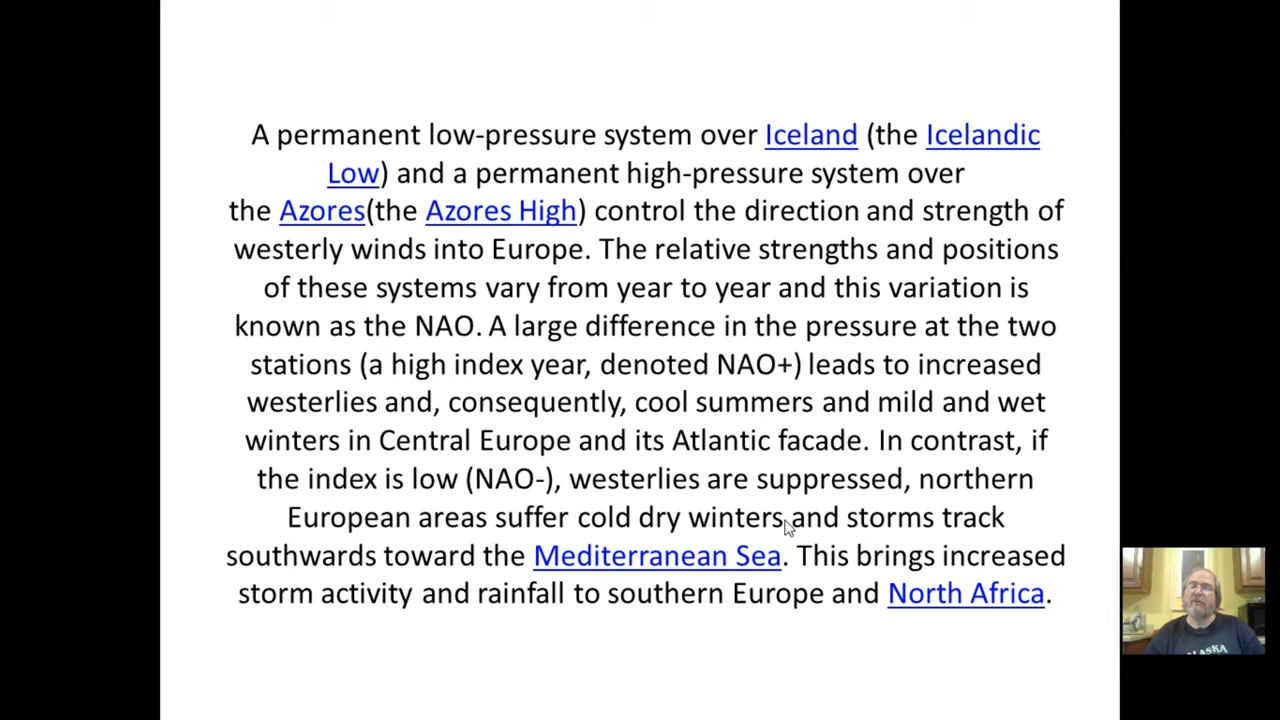 A permanent low-pressure system over Iceland (the Icelandic
Low) and a permanent high-pressure system over
the Azores(the Azores High) control the direction and strength of
westerly winds into Europe. The relative strengths and positions
of these systems vary from year to year and this variation is
known as the NAO. A large difference in the pressure at the two
stations (a high index year, denoted NAO+) leads to increased
westerlies and, consequently, cool summers and mild and wet
winters in Central Europe and its Atlantic facade. In contrast, if
the index is low (NAO-), westerlies are suppressed, northern
European areas suffer cold dry winters and storms track
southwards toward the Mediterranean Sea. This brings increased
storm activity and rainfall to southern Europe and North Africa.
ALASKA